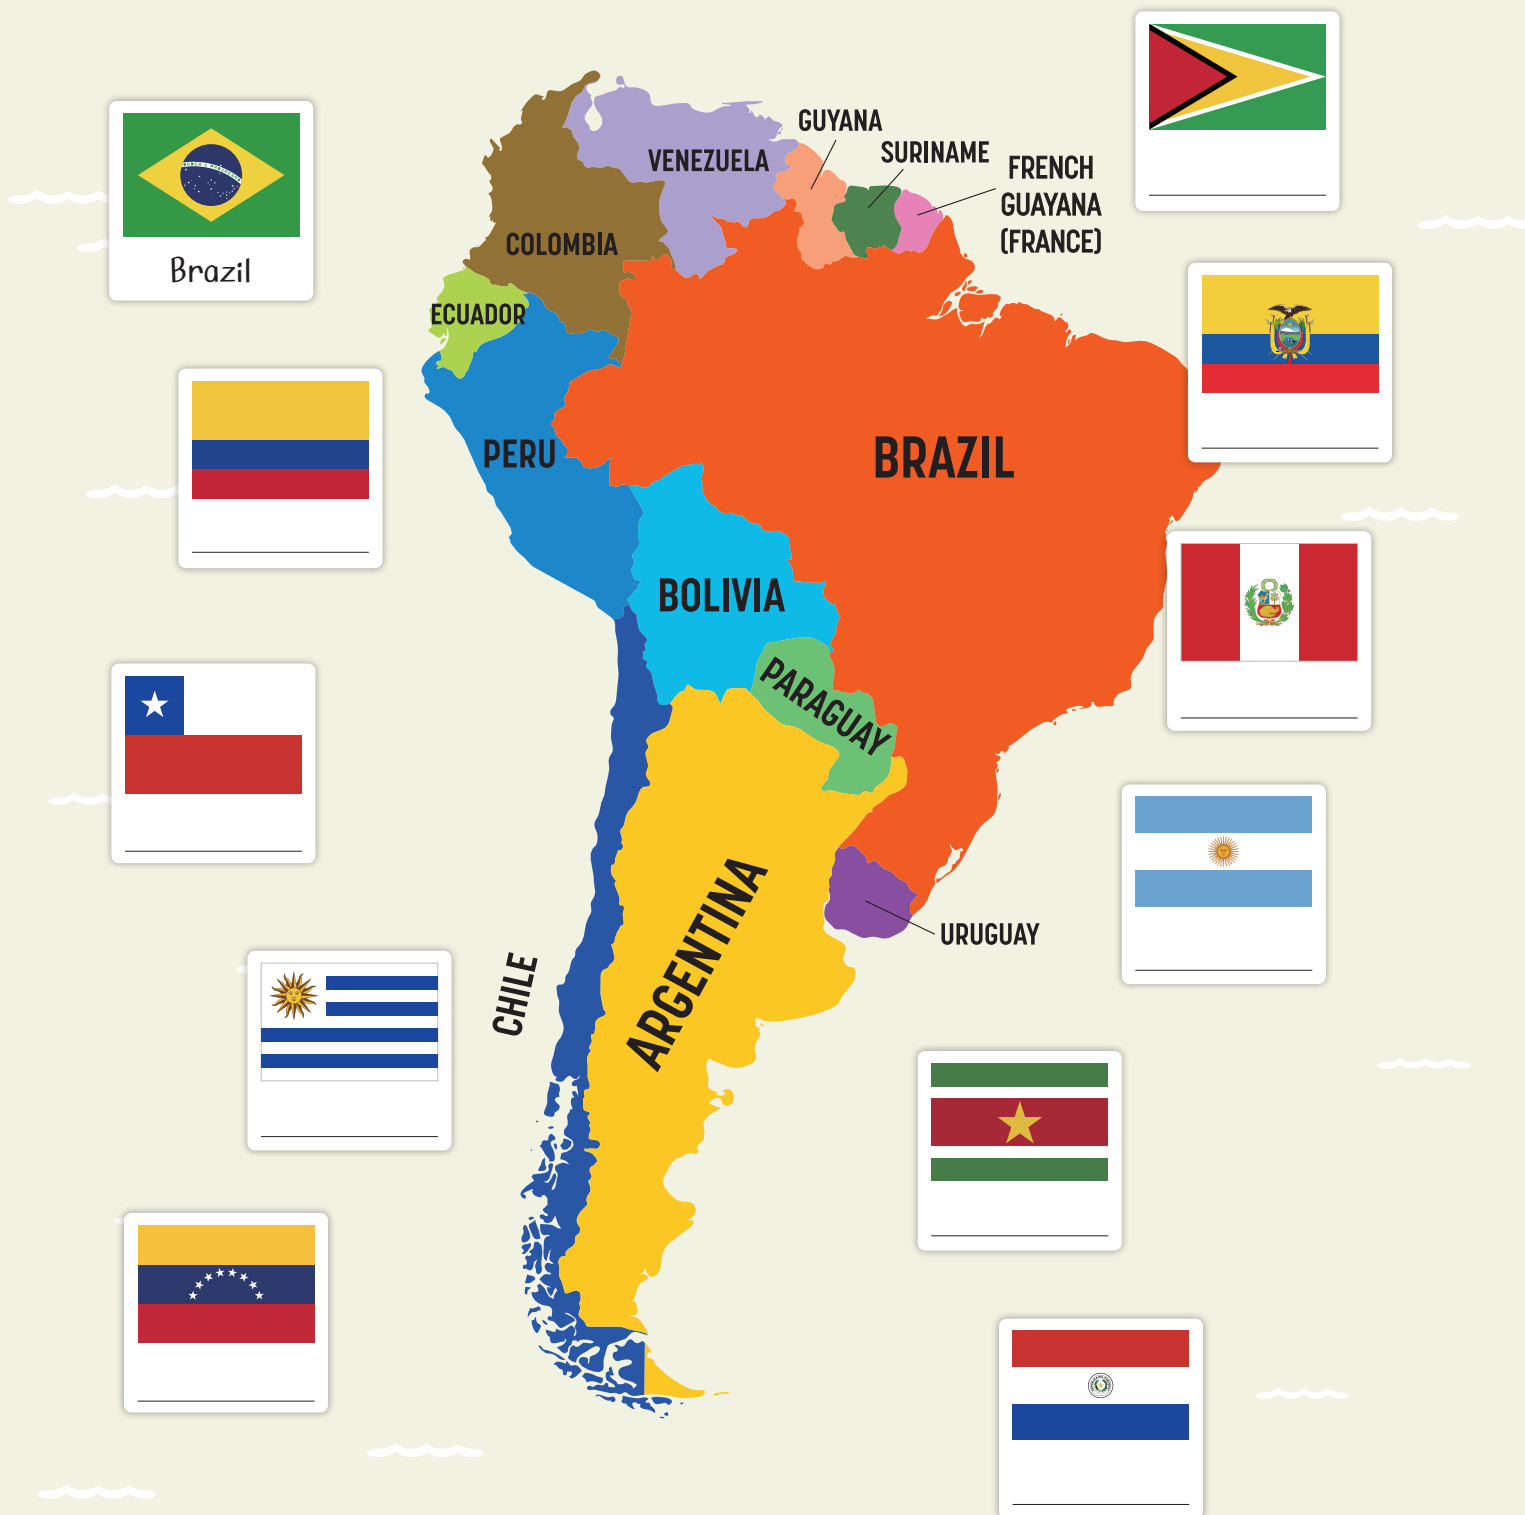 GUYANA
SURINAME
FRENCH
GUAYANA
(FRANCE)
VENEZUELA
COLOMBIA
Brazil
ECUADOR
PERU
BRAZIL
BOLIVIA
PARAGUAY
ARGENTINA
URUGUAY
CHILE